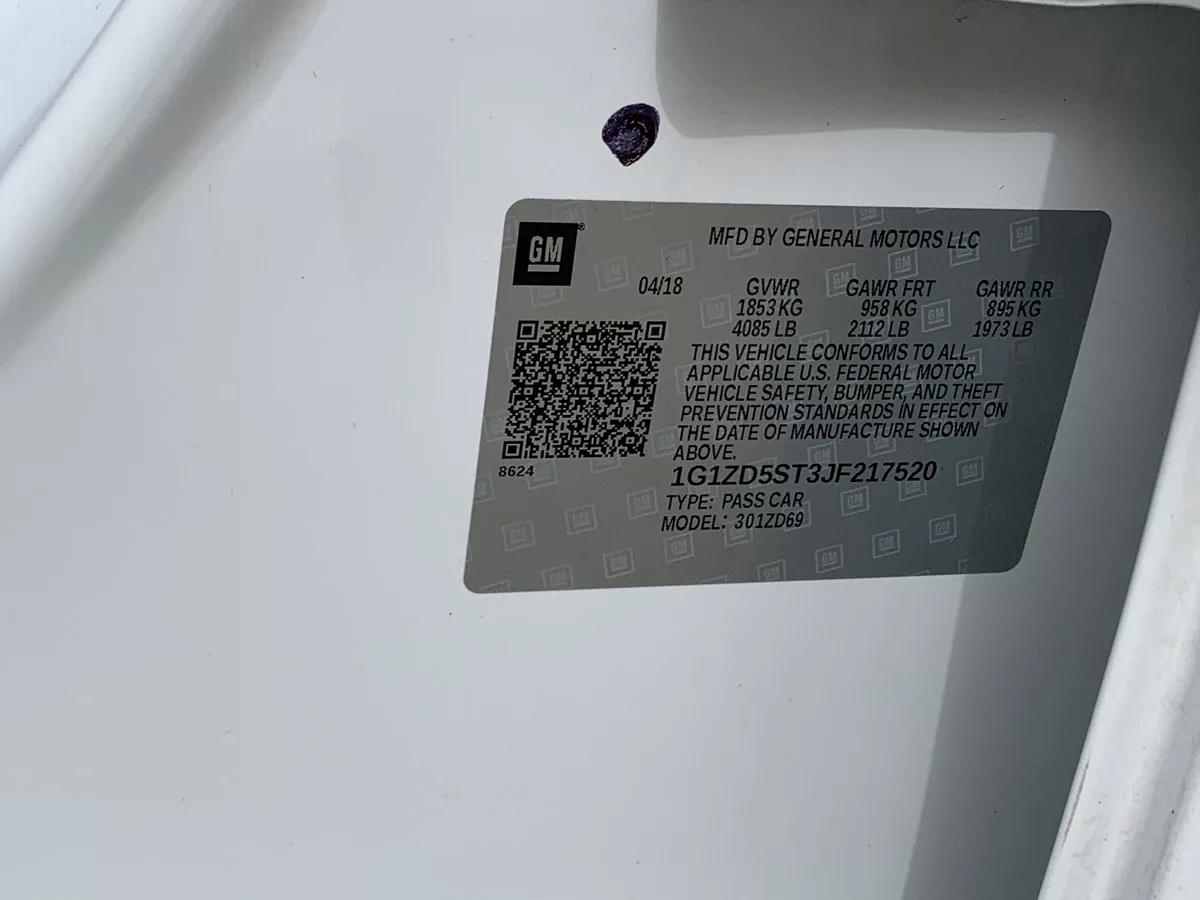 GM®
MFD BY GENERAL MOTORS LLC
04/18 GVWR GAWR FRT GAWR RR
1853 KG 958 KG 895 KG
4085 LB 2112 LB 1973 LB
THIS VEHICLE CONFORMS TO ALL
APPLICABLE U.S. FEDERAL MOTOR
VEHICLE SAFETY, BUMPER, AND THEFT
PREVENTION STANDARDS IN EFFECT ON
THE DATE OF MANUFACTURE SHOWN
ABOVE.
8624
1G1ZD5ST3JF217520
TYPE: PASS CAR
MODEL: 301ZD69